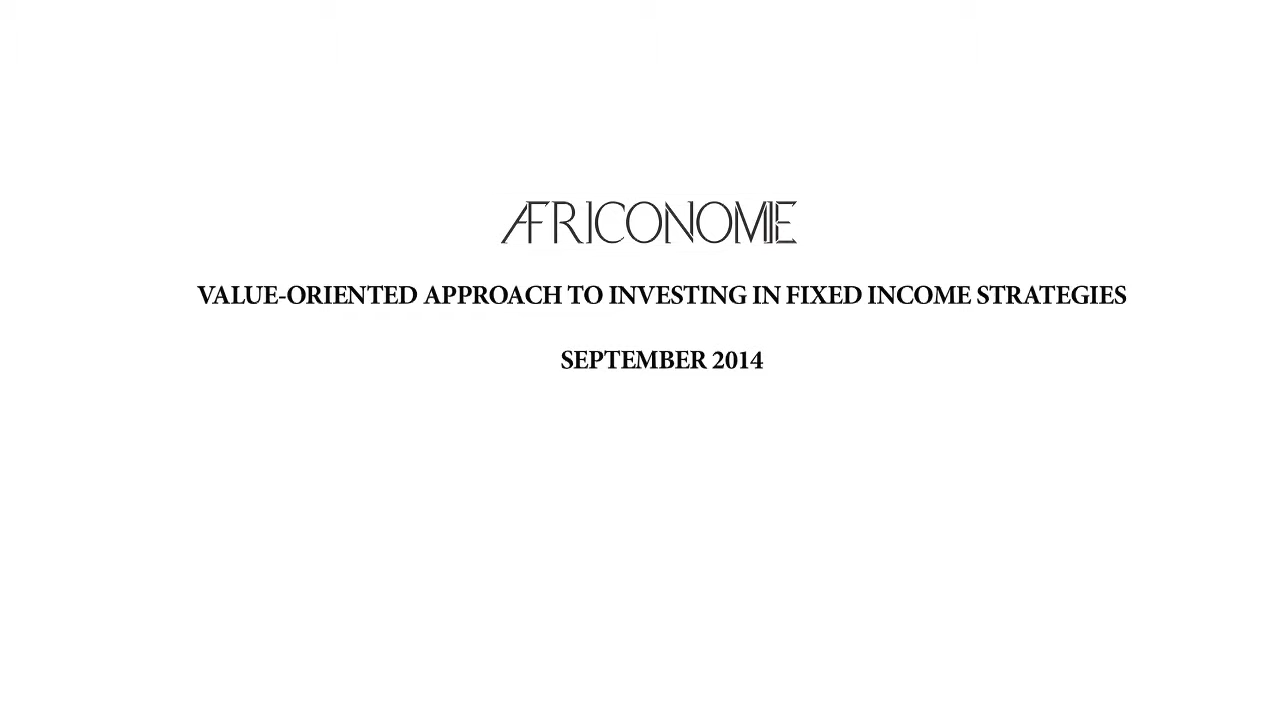 AFRICONOMIE
VALUE-ORIENTED APPROACH TO INVESTING IN FIXED INCOME STRATEGIES
SEPTEMBER 2014